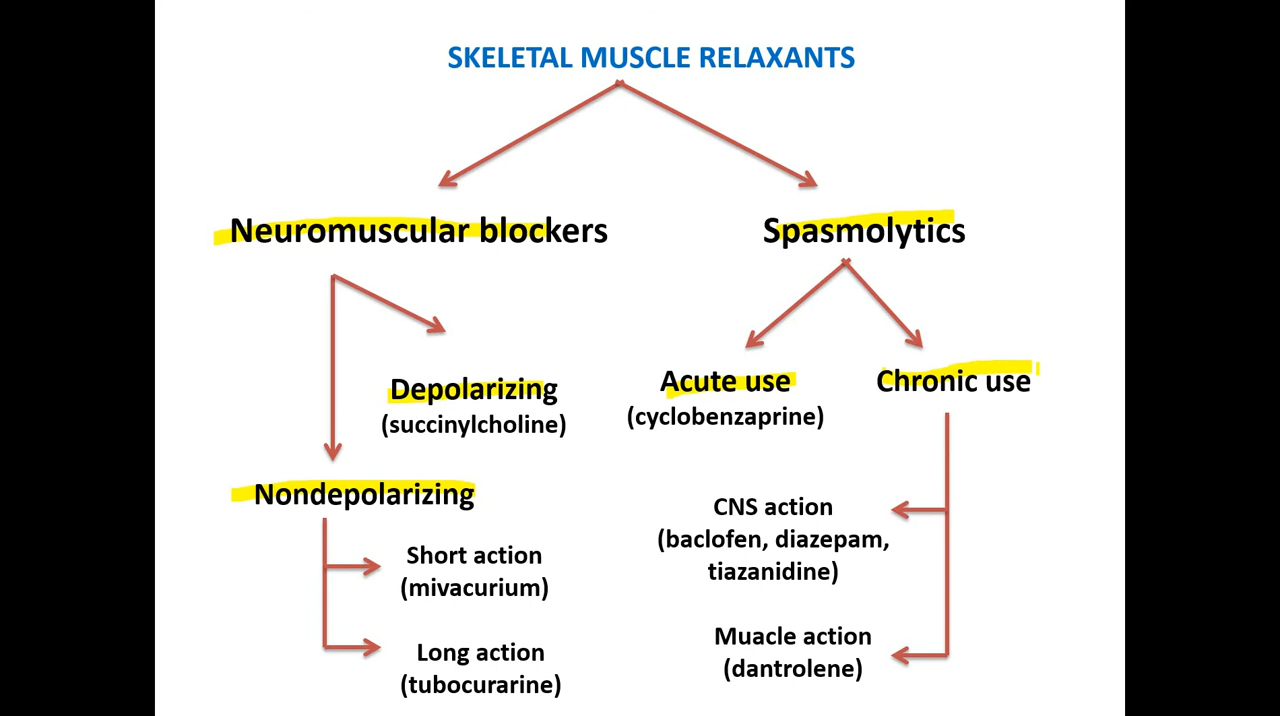 SKELETAL MUSCLE RELAXANTS
Neuromuscular blockers
Spasmolytics
Depolarizing
(succinylcholine)
Acute use
(cyclobenzaprine)
Chronic use
Nondepolarizing
Short action
(mivacurium)
Long action
(tubocurarine)
CNS action
(baclofen, diazepam,
tiazanidine)
Muacle action
(dantrolene)